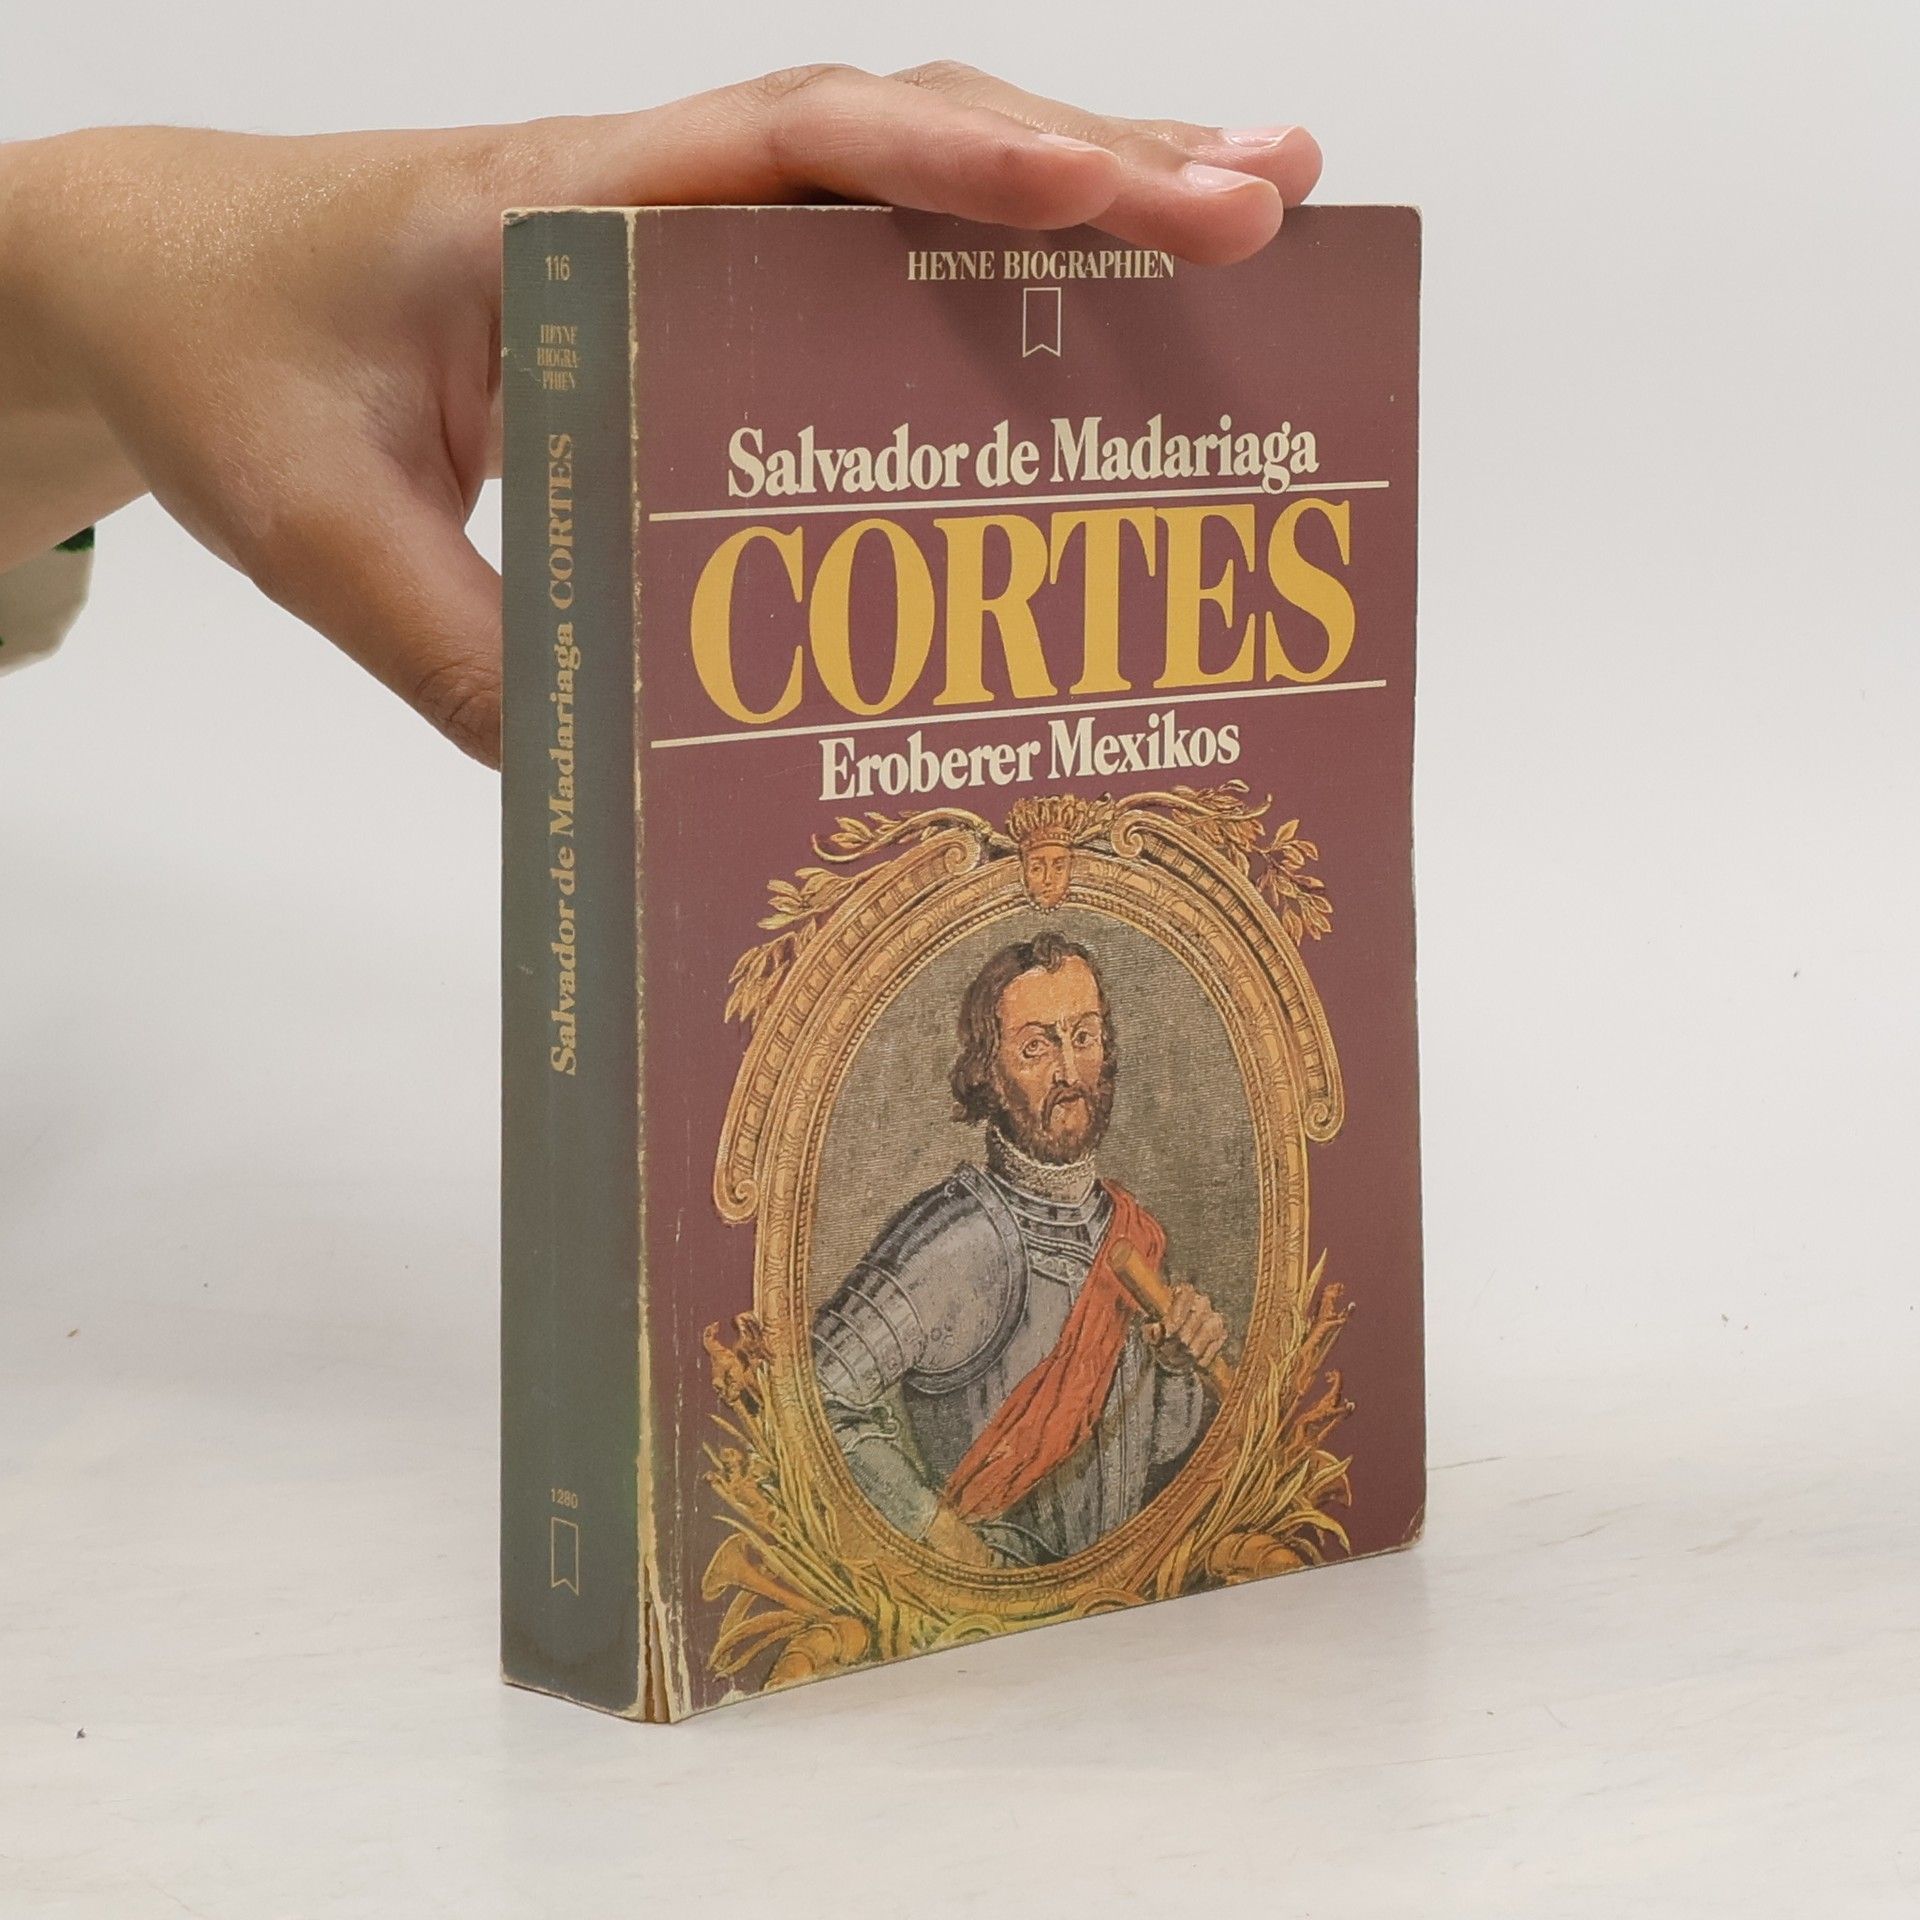 116
HEYNE
BIOGRA-
PHIEN
Salvador de Madariaga CORTES
1280
HEYNE BIOGRAPHIEN
Salvador de Madariaga
CORTES
Eroberer Mexikos